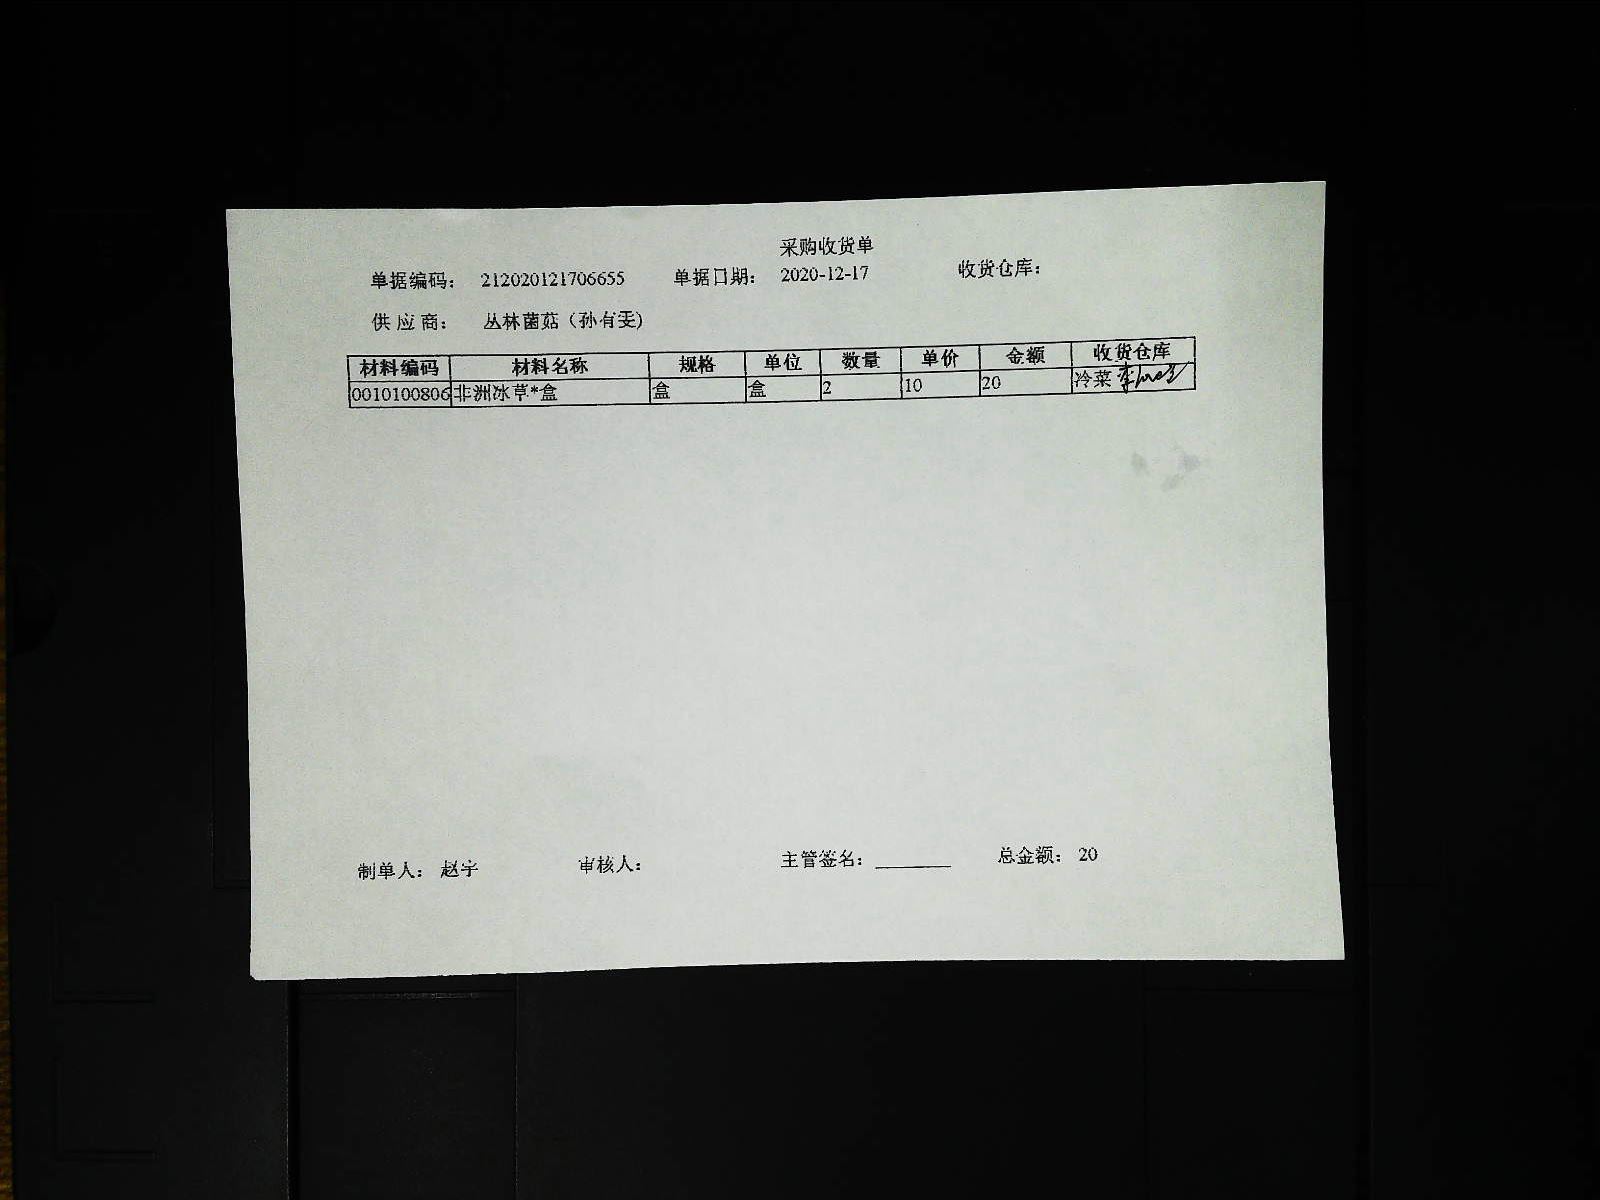 采购收货单
单据编码: 212020121706655 单据日期: 2020-12-17 收货仓库:
供应商: 丛林菌菇（孙有雯)
材料编码 材料名称 规格 单位 数量 单价 金额 收货仓库
0010100806 非洲冰草*盒 盒 盒 2 10 20 冷菜
制单人: 赵宇 审核人: 主管签名: 总金额: 20